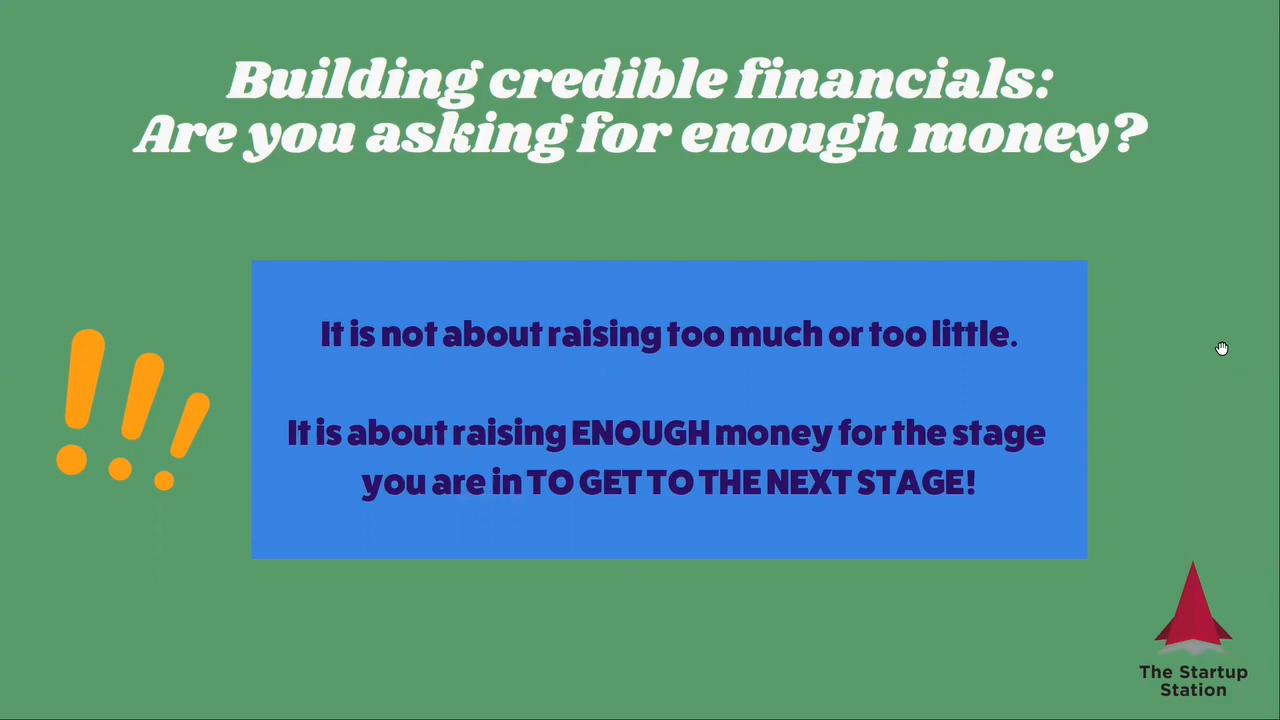 Building credible financials:
Are you asking for enough money?
It is not about raising too much or too little.
It is about raising ENOUGH money for the stage
you are in TO GET TO THE NEXT STAGE!
The Startup
Station